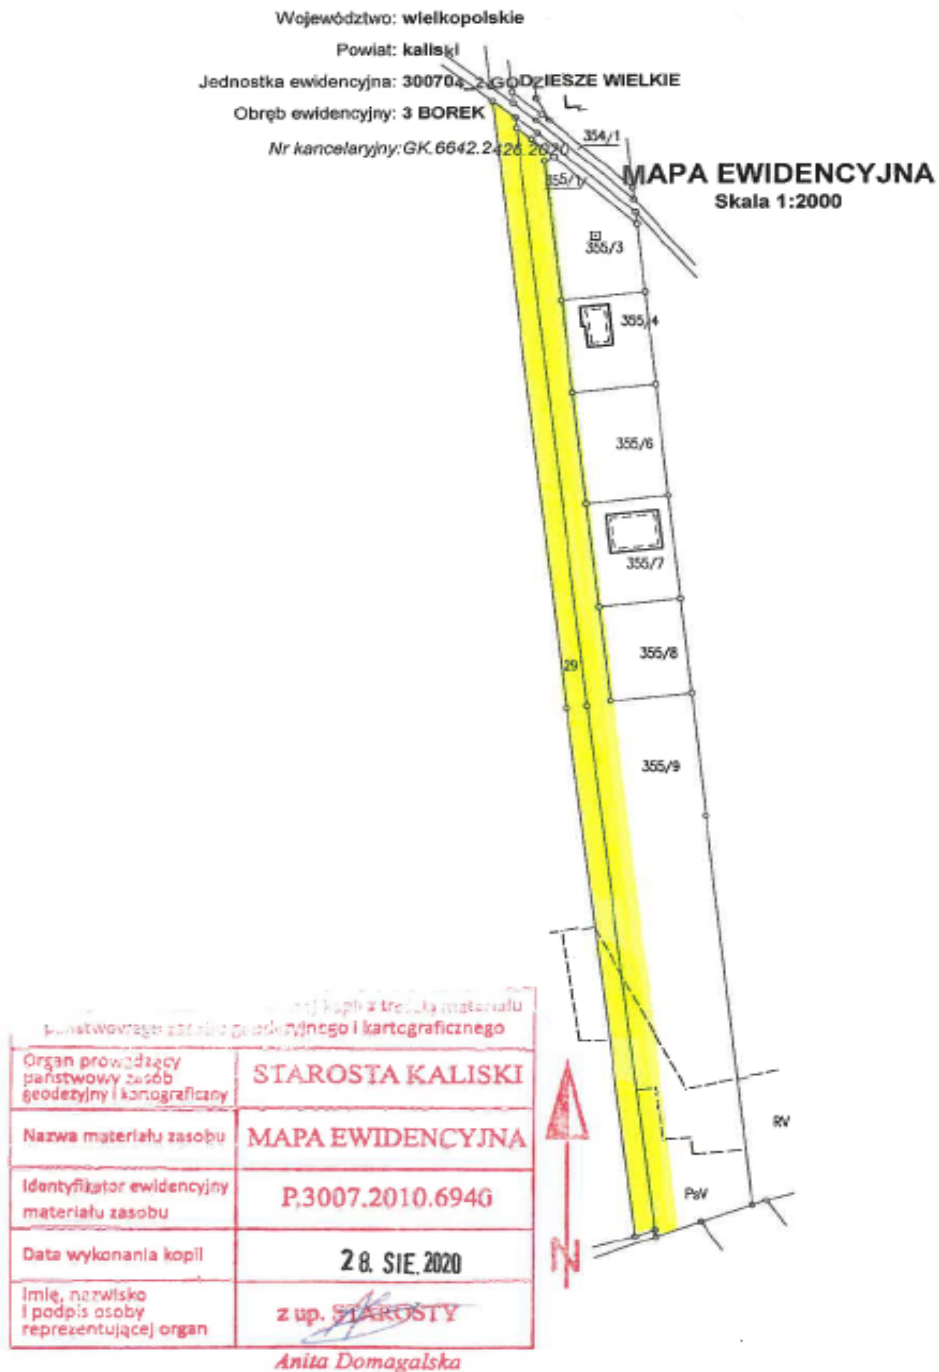 Województwo: wielkopolskie
Powiat: kaliski
Jednostka ewidencyjna: 300704_2 GODZIESZE WIELKIE
Obręb ewidencyjny: 3 BOREK
Nr kancelaryjny: GK.6642.2426.2020
354/1
MAPA EWIDENCYJNA
Skala 1:2000
355/1
355/3
355/4
355/6
355/7
29
355/8
355/9
RV
PsV
kopii z treścią materiału
państwowego zasobu geodezyjnego i kartograficznego
Organ prowadzący
państwowy zasób
geodezyjny i kartograficzny
STAROSTA KALISKI
Nazwa materiału zasobu
MAPA EWIDENCYJNA
Identyfikator ewidencyjny
materiału zasobu
P.3007.2010.6940
Data wykonania kopii
28. SIE. 2020
Imię, nazwisko
i podpis osoby
reprezentującej organ
z up. STAROSTY
Anita Domagalska
N